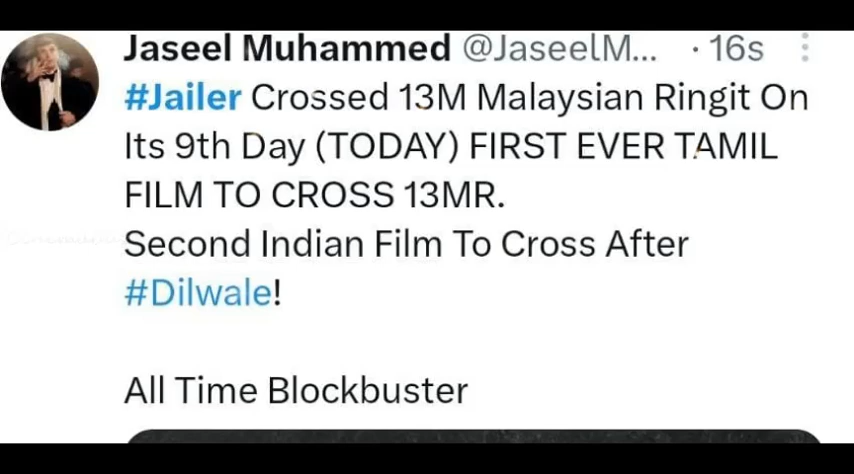 Jaseel Muhammed @JaseelM... · 16s
#Jailer Crossed 13M Malaysian Ringit On
Its 9th Day (TODAY) FIRST EVER TAMIL
FILM TO CROSS 13MR.
Second Indian Film To Cross After
#Dilwale!
All Time Blockbuster